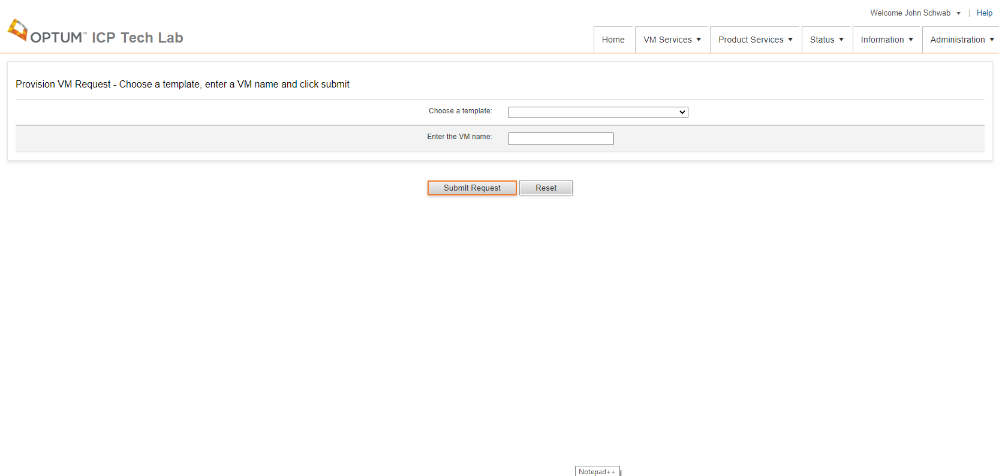 Welcome John Schwab ▼ | Help
OPTUM™ ICP Tech Lab
Home VM Services ▼ Product Services ▼ Status ▼ Information ▼ Administration ▼
Provision VM Request - Choose a template, enter a VM name and click submit
Choose a template:
Enter the VM name:
Submit Request Reset
Notepad++